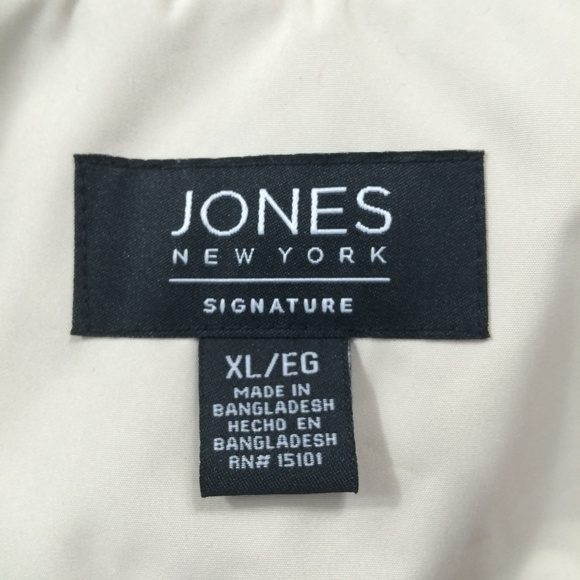 JONES
NEW YORK
SIGNATURE
XL/EG
MADE IN
BANGLADESH
HECHO EN
BANGLADESH
RN# 15101